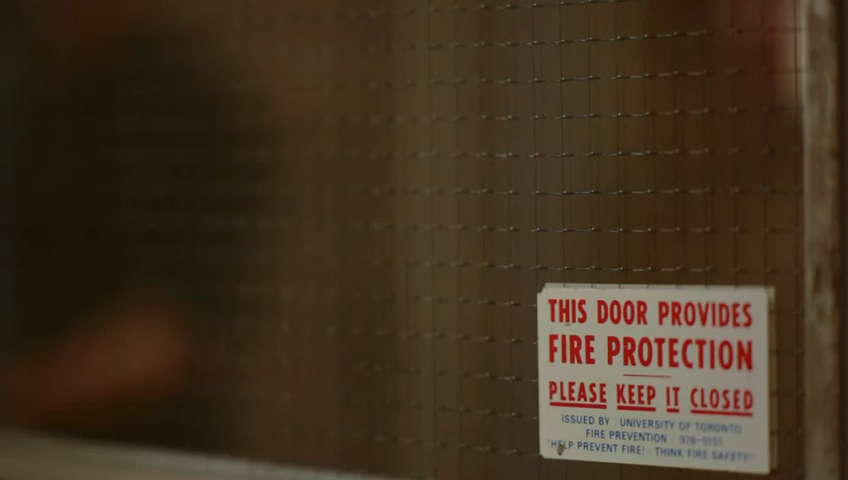 THIS DOOR PROVIDES
FIRE PROTECTION
PLEASE KEEP IT CLOSED
ISSUED BY UNIVERSITY OF TORONTO
FIRE PREVENTION - 978-5151
"HELP PREVENT FIRE! - THINK FIRE SAFETY!"